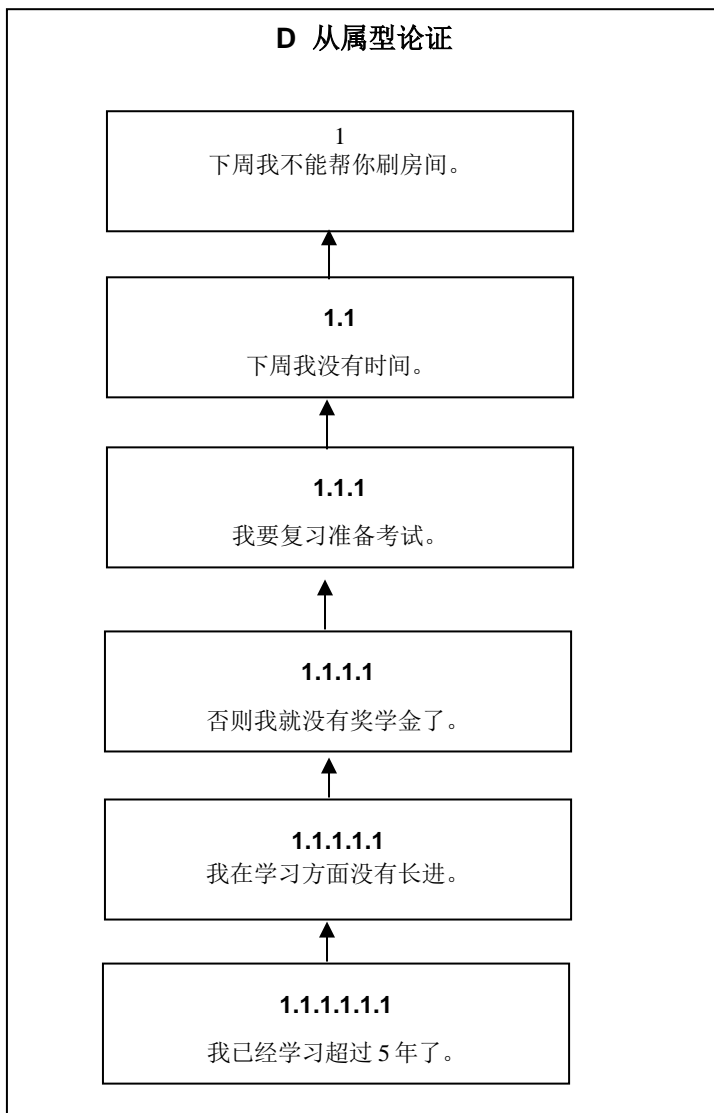 D 从属型论证
1
下周我不能帮你刷房间。
1.1
下周我没有时间。
1.1.1
我要复习准备考试。
1.1.1.1
否则我就没有奖学金了。
1.1.1.1.1
我在学习方面没有长进。
1.1.1.1.1.1
我已经学习超过 5 年了。